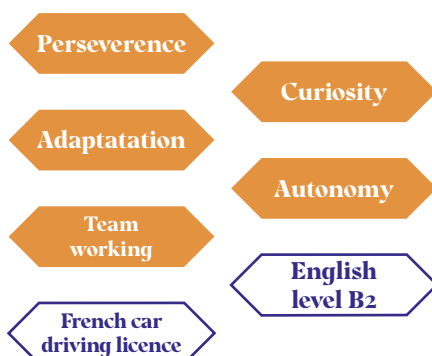 Perseverence
Curiosity
Adaptatation
Autonomy
Team
working
English
level B2
French car
driving licence